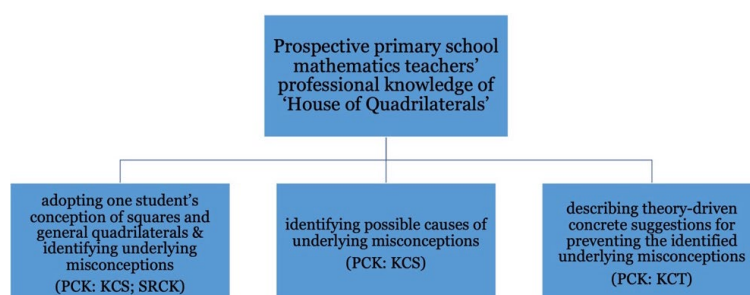 Prospective primary school
mathematics teachers’
professional knowledge of
‘House of Quadrilaterals’
adopting one student’s
conception of squares and
general quadrilaterals &
identifying underlying
misconceptions
(PCK: KCS; SRCK)
identifying possible causes of
underlying misconceptions
(PCK: KCS)
describing theory-driven
concrete suggestions for
preventing the identified
underlying misconceptions
(PCK: KCT)